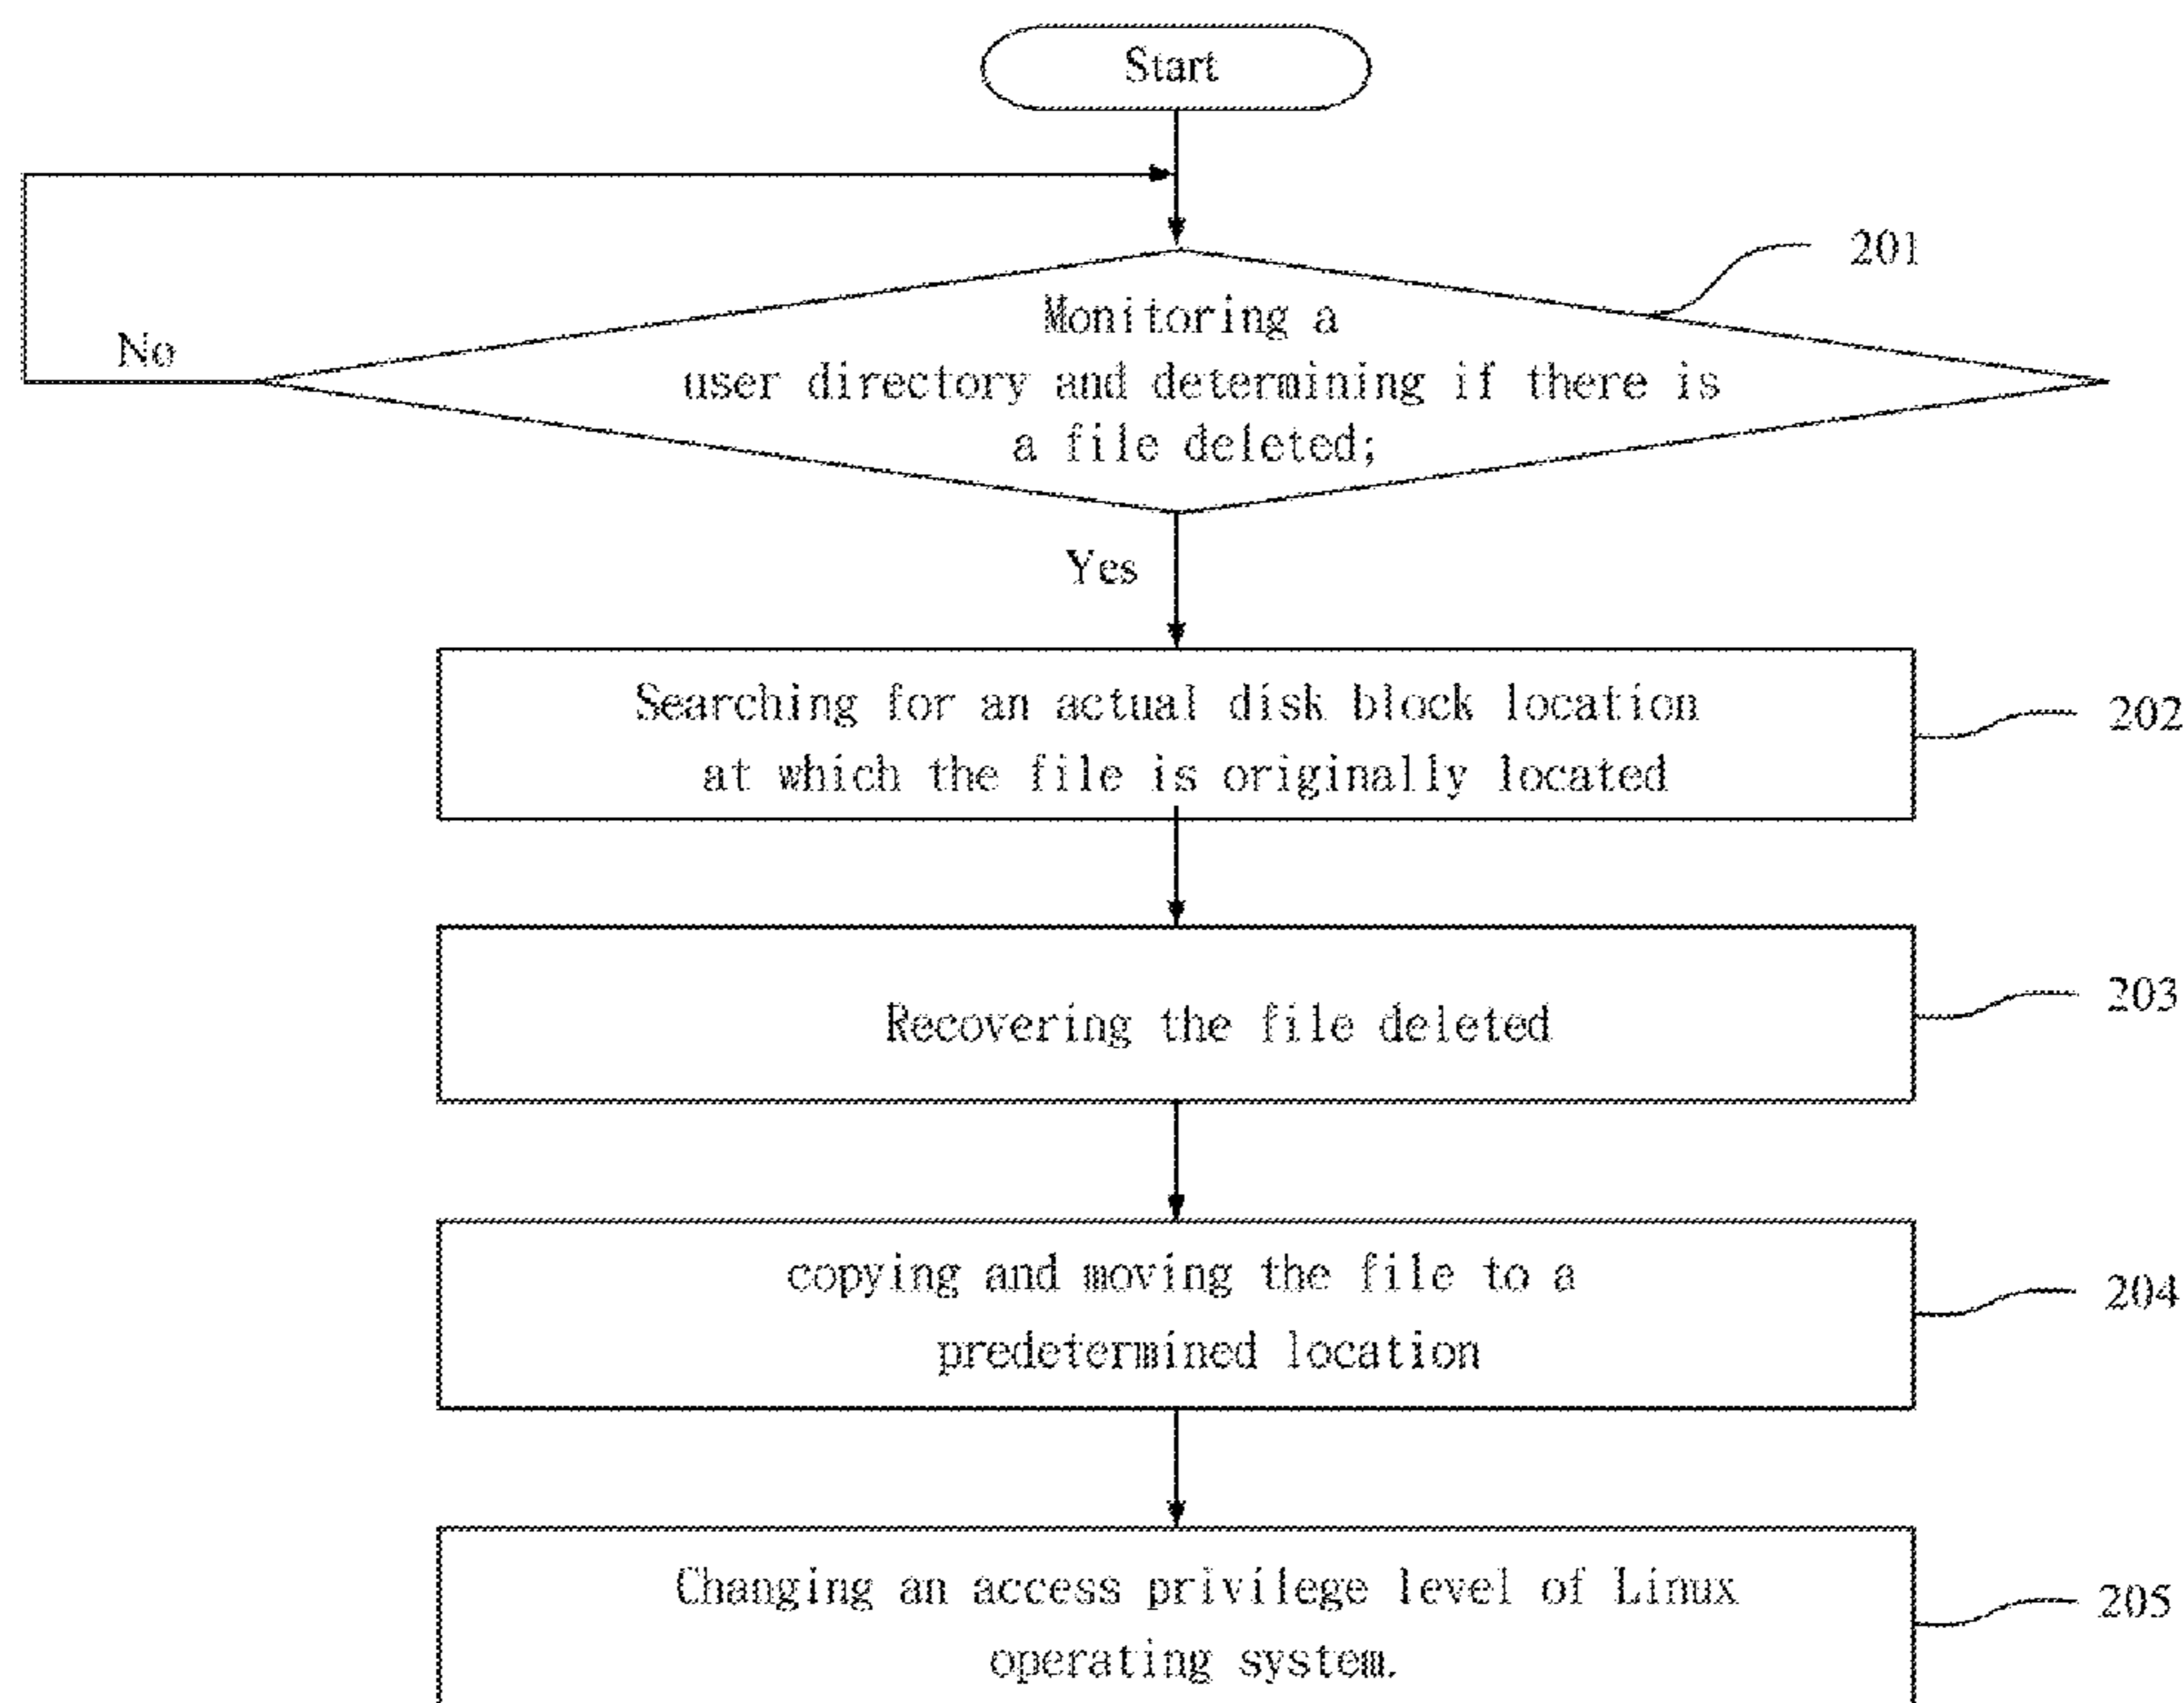 Start
201
Monitoring a
user directory and determining if there is
a file deleted;
No
Yes
Searching for an actual disk block location
at which the file is originally located
202
Recovering the file deleted
203
copying and moving the file to a
predetermined location
204
Changing an access privilege level of Linux
operating system.
205